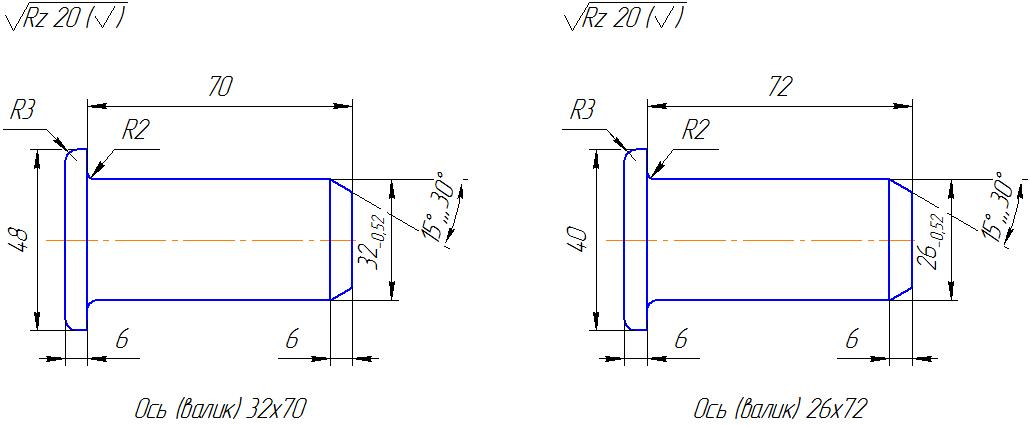 Rz 20 (√)
70
R3
R2
48
32-0,52
15°...30°
6
6
Ось (валик) 32х70
Rz 20 (√)
72
R3
R2
40
26-0,52
15°...30°
6
6
Ось (валик) 26х72